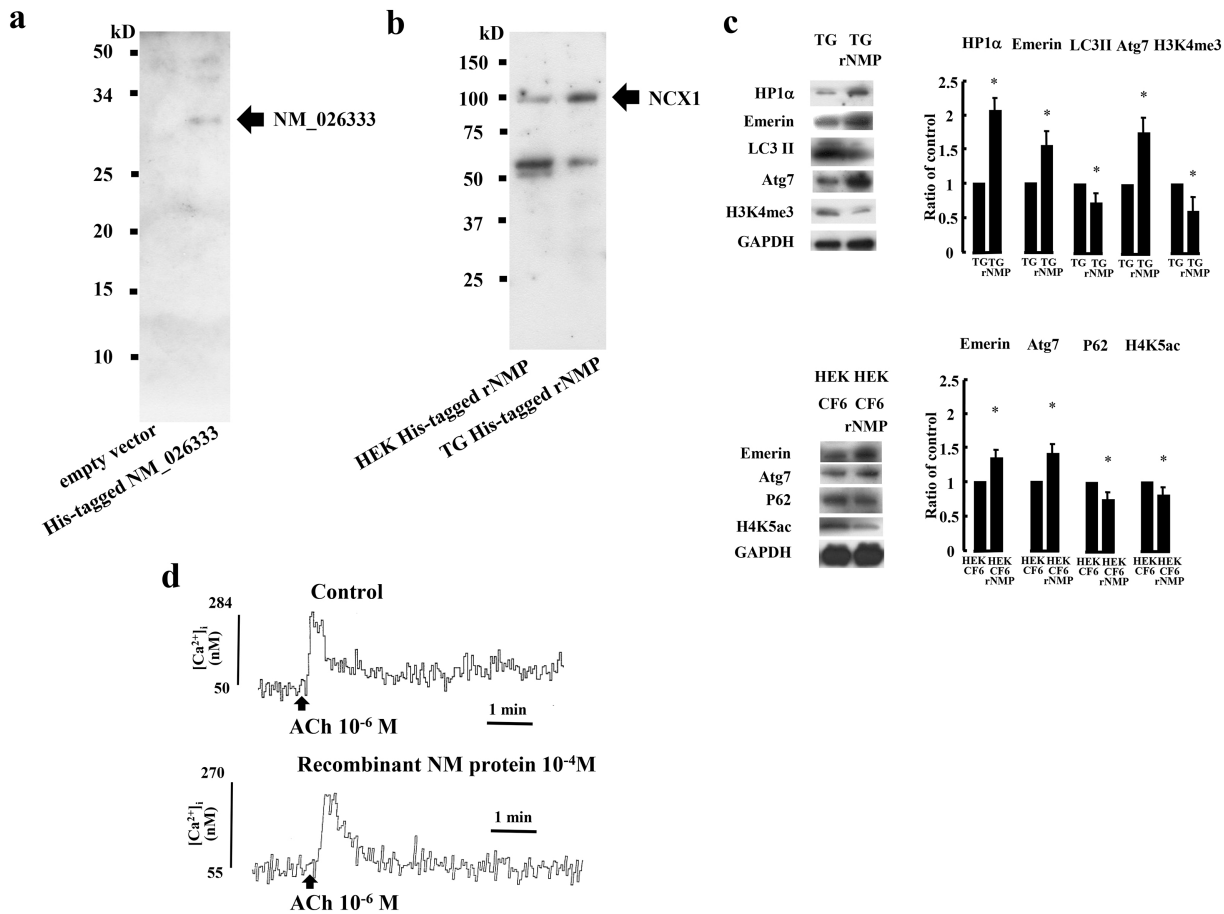 a
kD
50
34
25
20
15
10
NM_026333
empty vector
His-tagged NM_026333
b
kD
150
100
75
50
37
25
NCX1
HEK His-tagged rNMP
TG His-tagged rNMP
c
TG TG
rNMP
HP1α
Emerin
LC3 II
Atg7
H3K4me3
GAPDH
HP1α Emerin LC3II Atg7 H3K4me3
Ratio of control
2.5
2
1.5
1
0.5
0
* * * * *
TG TG TG TG TG TG TG TG TG TG
rNMP rNMP rNMP rNMP rNMP
HEK HEK
CF6 CF6
rNMP
Emerin
Atg7
P62
H4K5ac
GAPDH
Emerin Atg7 P62 H4K5ac
Ratio of control
2.5
2
1.5
1
0.5
0
* * * *
HEK HEK HEK HEK HEK HEK HEK HEK
CF6 CF6 CF6 CF6 CF6 CF6 CF6 CF6
rNMP rNMP rNMP rNMP
d
Control
284
[Ca²⁺]i
(nM)
50
ACh 10⁻⁶ M
1 min
Recombinant NM protein 10⁻⁴M
270
[Ca²⁺]i
(nM)
55
1 min
ACh 10⁻⁶ M